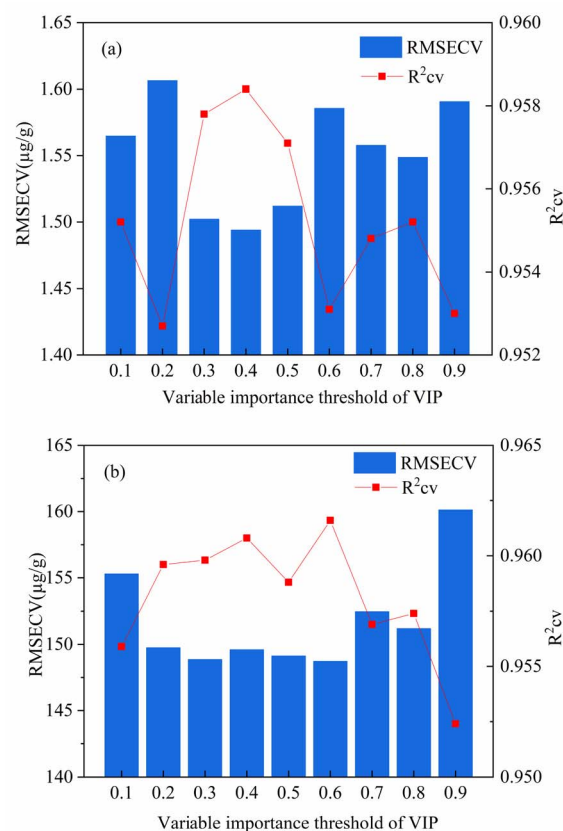 (a)
RMSECV
R²cv
1.65
1.60
1.55
1.50
1.45
1.40
RMSECV(µg/g)
0.960
0.958
0.956
0.954
0.952
R²cv
0.1 0.2 0.3 0.4 0.5 0.6 0.7 0.8 0.9
Variable importance threshold of VIP
(b)
RMSECV
R²cv
165
160
155
150
145
140
RMSECV(µg/g)
0.965
0.960
0.955
0.950
R²cv
0.1 0.2 0.3 0.4 0.5 0.6 0.7 0.8 0.9
Variable importance threshold of VIP